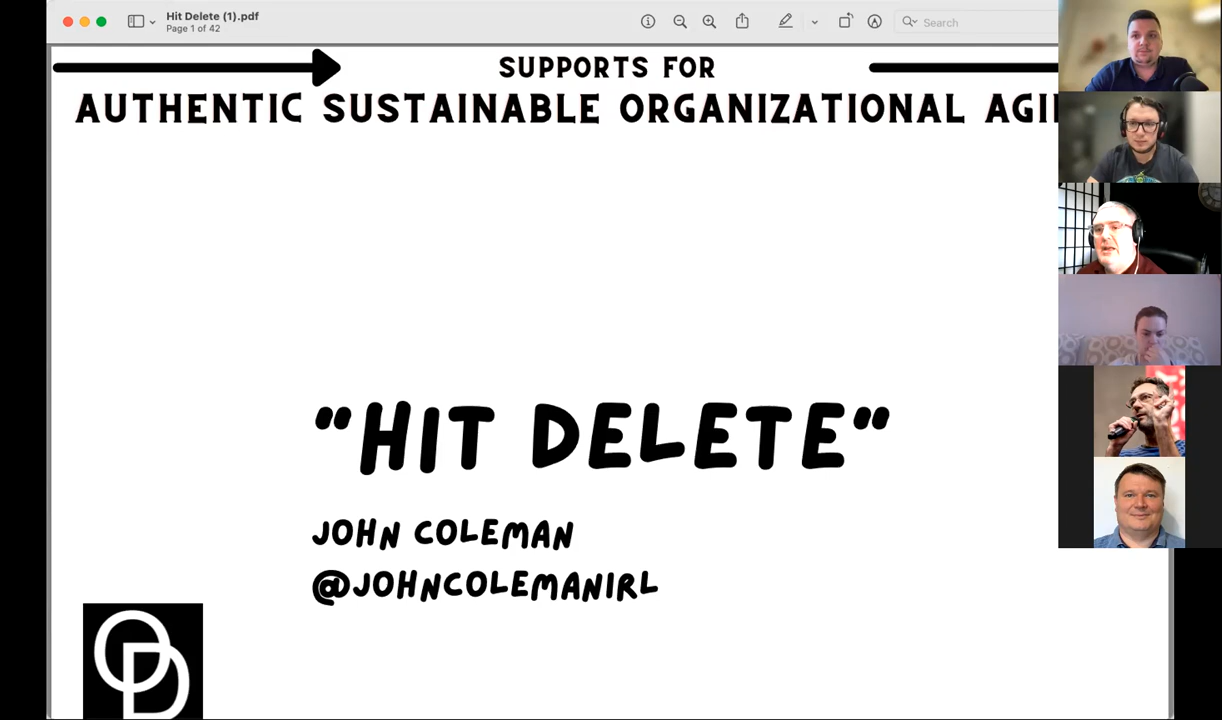 Hit Delete (1).pdf
Page 1 of 42
Search
SUPPORTS FOR
AUTHENTIC SUSTAINABLE ORGANIZATIONAL
"HIT DELETE"
JOHN COLEMAN
@JOHNCOLEMANIRL
OD